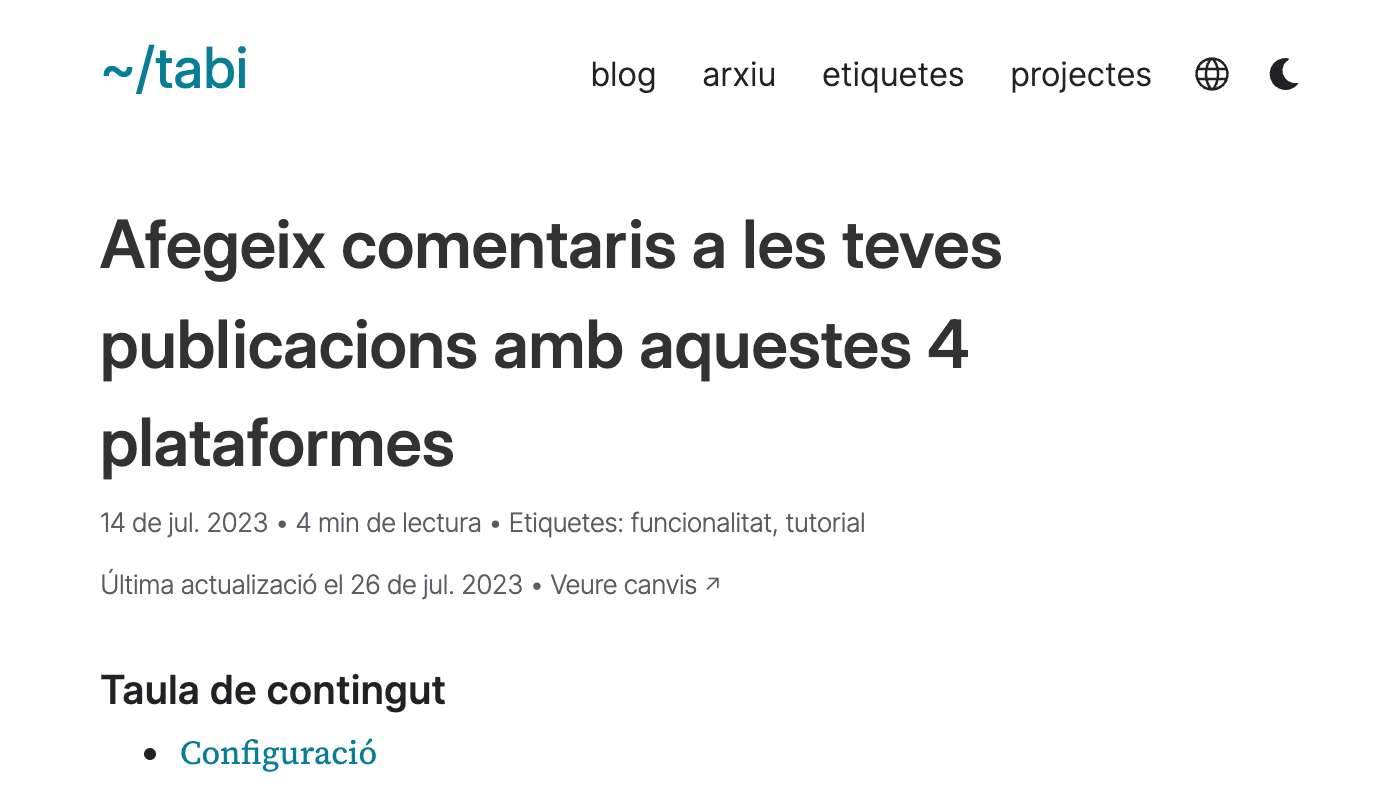 ~/tabi
blog arxiu etiquetes projectes
Afegeix comentaris a les teves
publicacions amb aquestes 4
plataformes
14 de jul. 2023 • 4 min de lectura • Etiquetes: funcionalitat, tutorial
Última actualizació el 26 de jul. 2023 • Veure canvis ↗
Taula de contingut
• Configuració